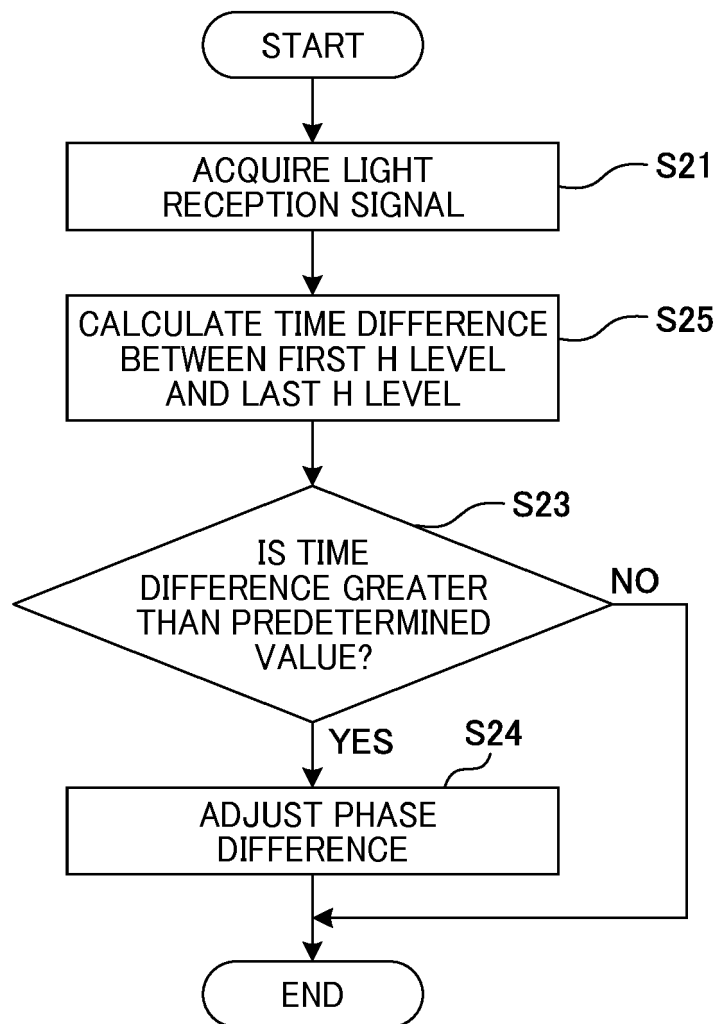 START
ACQUIRE LIGHT
RECEPTION SIGNAL
S21
CALCULATE TIME DIFFERENCE
BETWEEN FIRST H LEVEL
AND LAST H LEVEL
S25
S23
IS TIME
DIFFERENCE GREATER
THAN PREDETERMINED
VALUE?
NO
YES
S24
ADJUST PHASE
DIFFERENCE
END